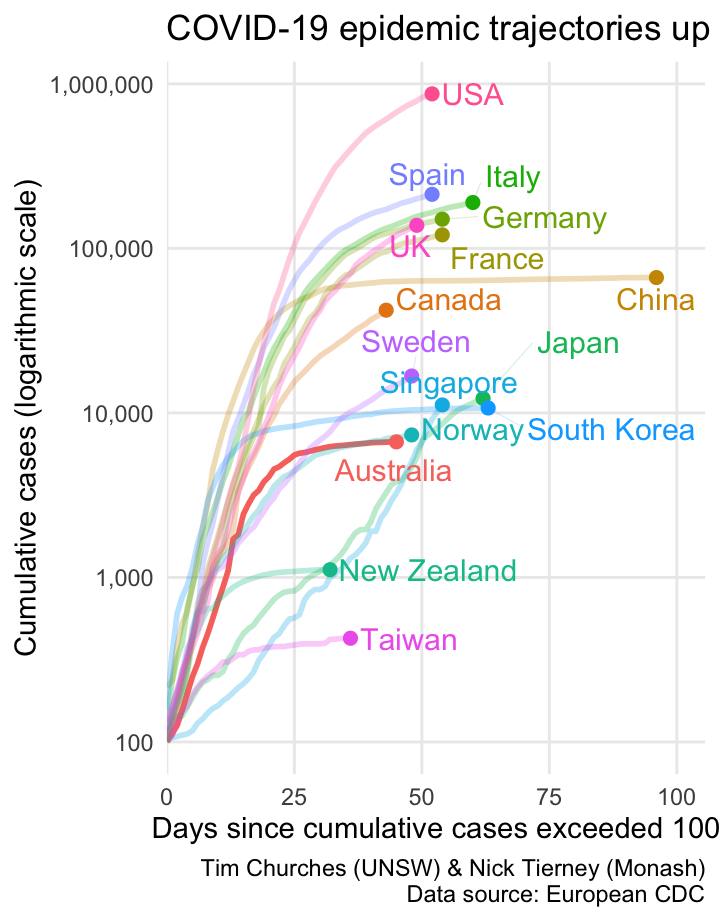 COVID-19 epidemic trajectories up
Cumulative cases (logarithmic scale)
1,000,000
100,000
10,000
1,000
100
USA
Spain
Italy
Germany
UK
France
Canada
China
Sweden
Japan
Singapore
Norway
South Korea
Australia
New Zealand
Taiwan
0 25 50 75 100
Days since cumulative cases exceeded 100
Tim Churches (UNSW) & Nick Tierney (Monash)
Data source: European CDC